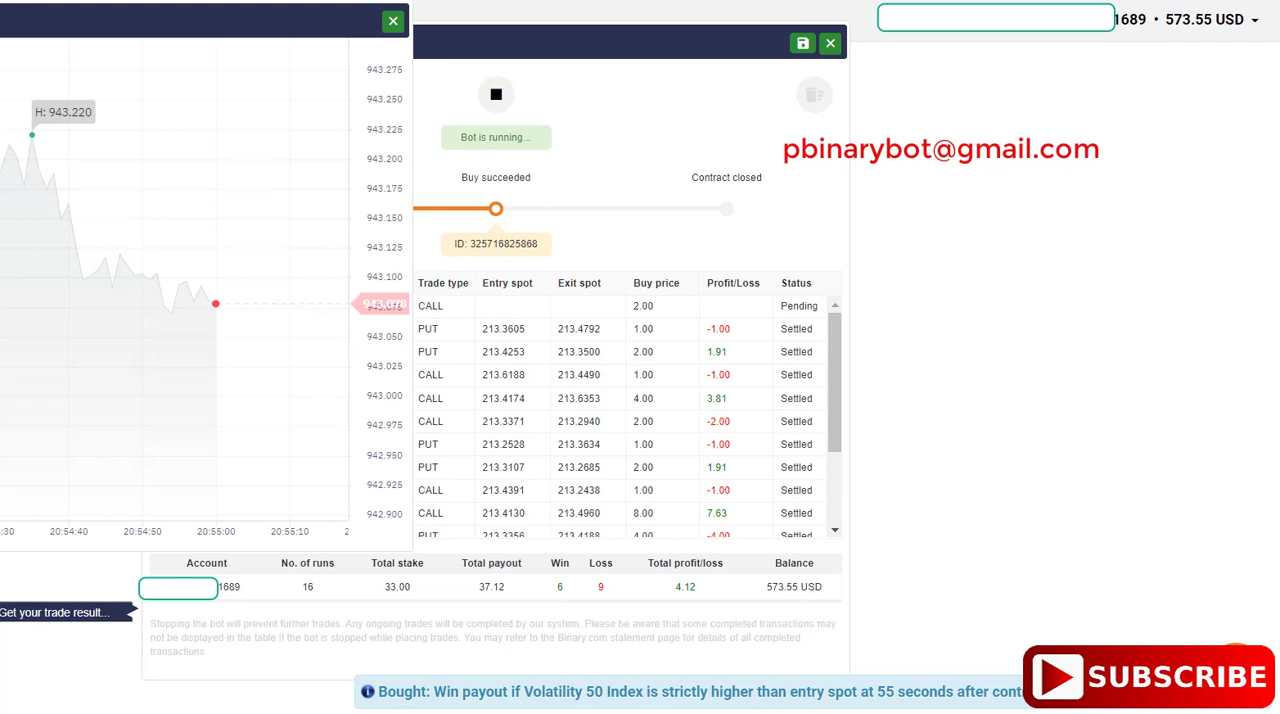 1689 • 573.55 USD
943.275
H: 943.220
943.250
943.225
943.200
943.175
943.150
943.125
943.100
943.050
943.025
943.000
942.975
942.950
942.925
942.900
:30 20:54:40 20:54:50 20:55:00 20:55:10 2
Bot is running...
pbinarybot@gmail.com
Buy succeeded Contract closed
ID: 325716825868
Trade type Entry spot Exit spot Buy price Profit/Loss Status
CALL 2.00 Pending
PUT 213.3605 213.4792 1.00 -1.00 Settled
PUT 213.4253 213.3500 2.00 1.91 Settled
CALL 213.6188 213.4490 1.00 -1.00 Settled
CALL 213.4174 213.6353 4.00 3.81 Settled
CALL 213.3371 213.2940 2.00 -2.00 Settled
PUT 213.2528 213.3634 1.00 -1.00 Settled
PUT 213.3107 213.2685 2.00 1.91 Settled
CALL 213.4391 213.2438 1.00 -1.00 Settled
CALL 213.4130 213.4960 8.00 7.63 Settled
PUT 213.3356 213.4188 4.00 -4.00 Settled
Account No. of runs Total stake Total payout Win Loss Total profit/loss Balance
1689 16 33.00 37.12 6 9 4.12 573.55 USD
Get your trade result...
Stopping the bot will prevent further trades. Any ongoing trades will be completed by our system. Please be aware that some completed transactions may
not be displayed in the table if the bot is stopped while placing trades. You may refer to the Binary.com statement page for details of all completed
transactions.
Bought: Win payout if Volatility 50 Index is strictly higher than entry spot at 55 seconds after cont
SUBSCRIBE